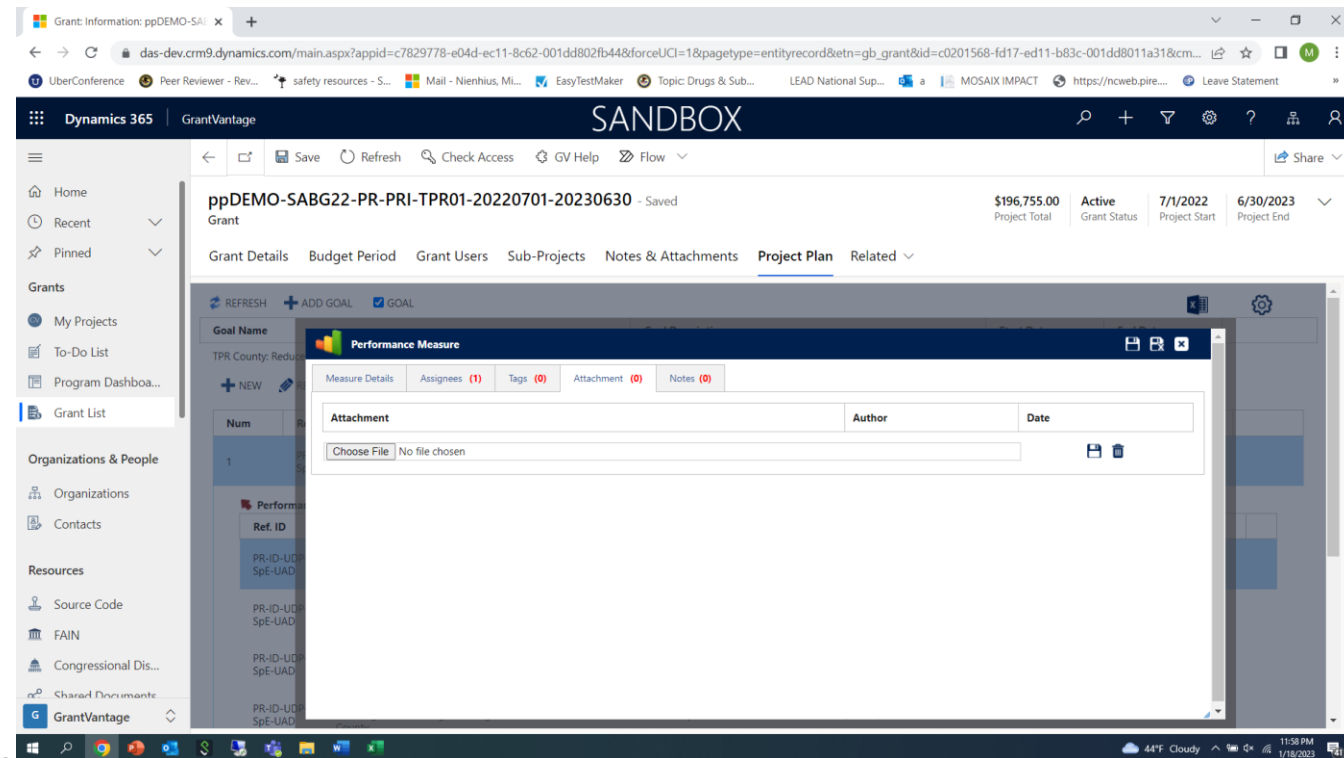 Grant: Information: ppDEMO-SAI
das-dev.crm9.dynamics.com/main.aspx?appid=c7829778-e04d-ec11-8c62-001dd802fb44&forceUCI=1&pagetype=entityrecord&etn=gb_grant&id=c0201568-fd17-ed11-b83c-001dd8011a31&cm... M
UberConference Peer Reviewer - Rev... safety resources - S... Mail - Nienhius, Mi... EasyTestMaker Topic: Drugs & Sub... LEAD National Sup... a MOSAIX IMPACT https://ncweb.pire.... Leave Statement »
Dynamics 365 GrantVantage SANDBOX
Save Refresh Check Access GV Help Flow Share
Home
Recent
Pinned
Grants
My Projects
To-Do List
Program Dashboa...
Grant List
Organizations & People
Organizations
Contacts
Resources
Source Code
FAIN
Congressional Dis...
Shared Documents
G GrantVantage
ppDEMO-SABG22-PR-PRI-TPR01-20220701-20230630 - Saved
Grant
$196,755.00 Active 7/1/2022 6/30/2023
Project Total Grant Status Project Start Project End
Grant Details Budget Period Grant Users Sub-Projects Notes & Attachments Project Plan Related
REFRESH ADD GOAL GOAL
Goal Name
TPR County: Reduce
NEW
Num
1
Performa
Ref. ID
PR-ID-UDP
SpE-UAD
PR-ID-UDP
SpE-UAD
PR-ID-UDP
SpE-UAD
PR-ID-UDP
SpE-UAD
Performance Measure
Measure Details Assignees (1) Tags (0) Attachment (0) Notes (0)
Attachment Author Date
Choose File No file chosen
44°F Cloudy 11:58 PM
1/18/2023